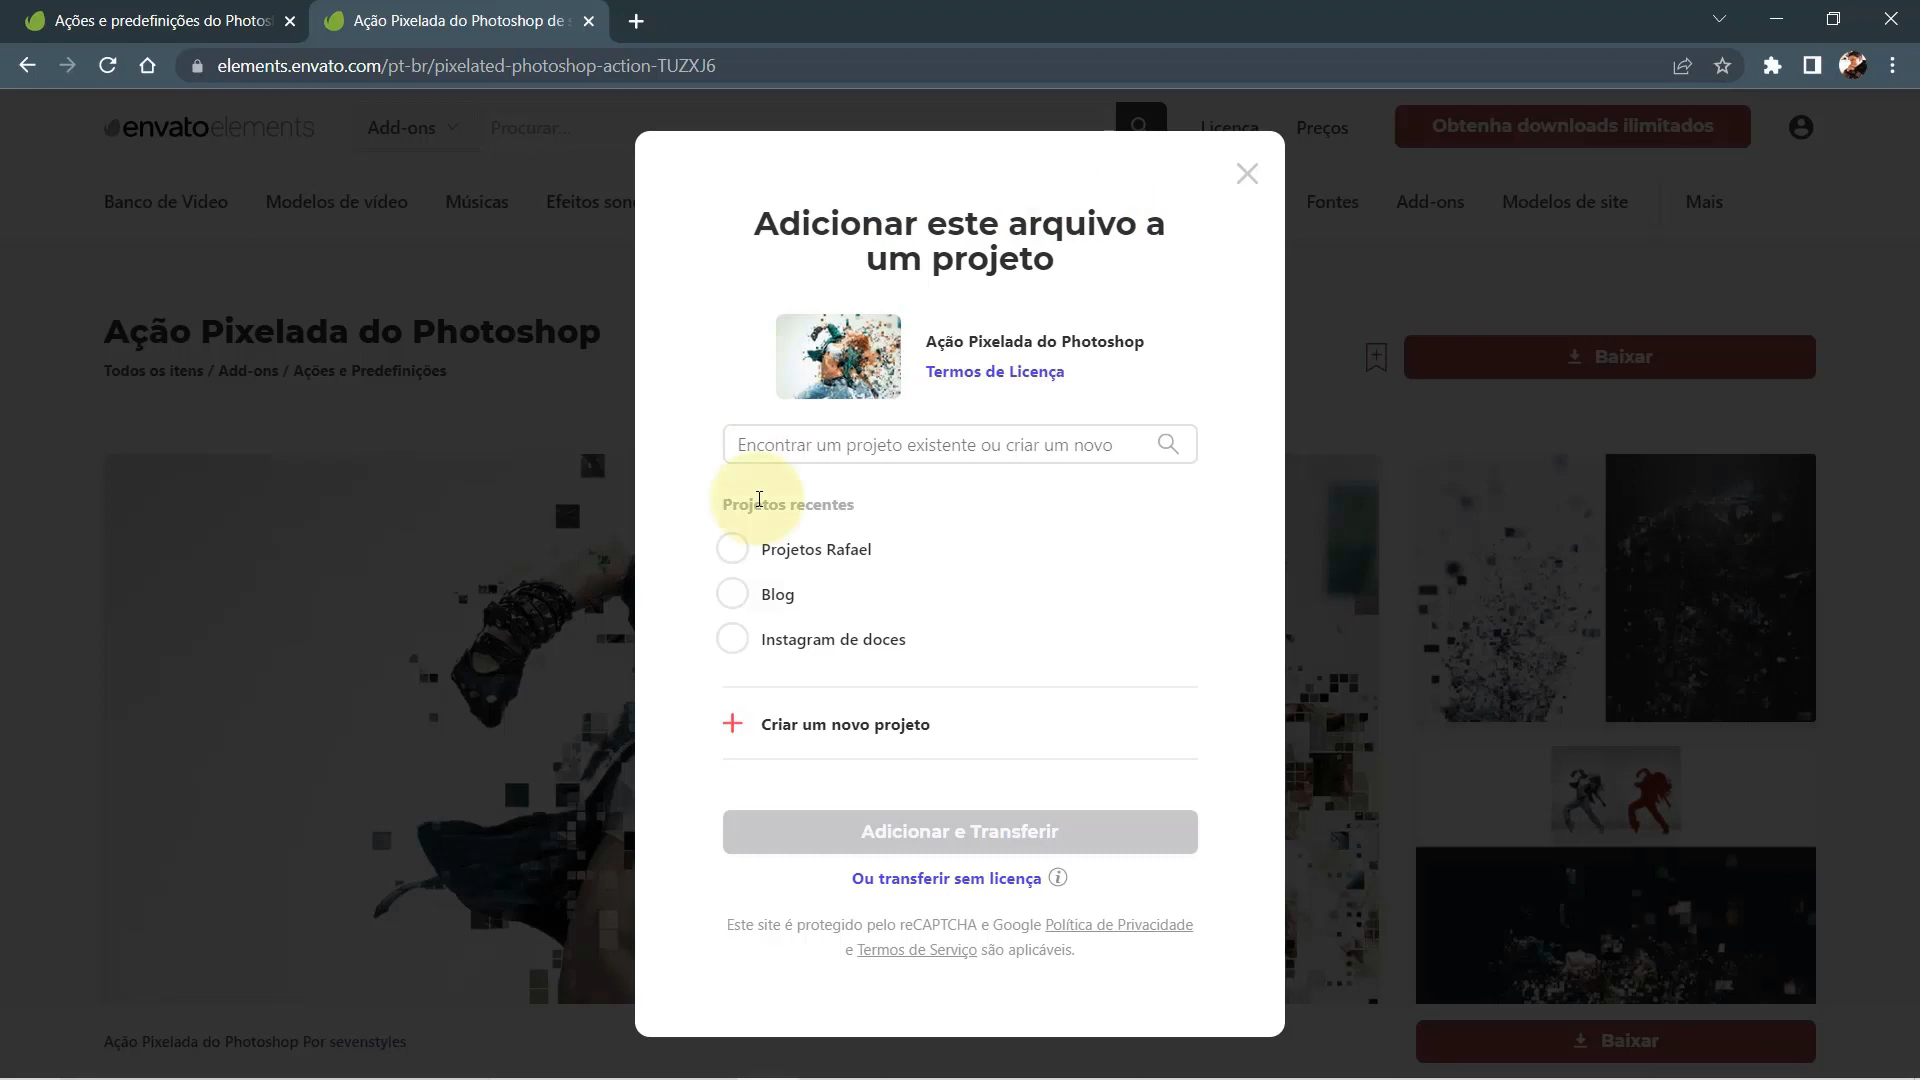 Ações e predefinições do Photos
Ação Pixelada do Photoshop de s
elements.envato.com/pt-br/pixelated-photoshop-action-TUZXJ6
envatoelements
Add-ons
Procurar...
Licença
Preços
Obtenha downloads ilimitados
Banco de Video
Modelos de vídeo
Músicas
Efeitos son
Fontes
Add-ons
Modelos de site
Mais
Ação Pixelada do Photoshop
Todos os itens / Add-ons / Ações e Predefinições
Baixar
Adicionar este arquivo a
um projeto
Ação Pixelada do Photoshop
Termos de Licença
Encontrar um projeto existente ou criar um novo
Projetos recentes
Projetos Rafael
Blog
Instagram de doces
Criar um novo projeto
Adicionar e Transferir
Ou transferir sem licença
Este site é protegido pelo reCAPTCHA e Google Política de Privacidade
e Termos de Serviço são aplicáveis.
Ação Pixelada do Photoshop Por sevenstyles
Baixar